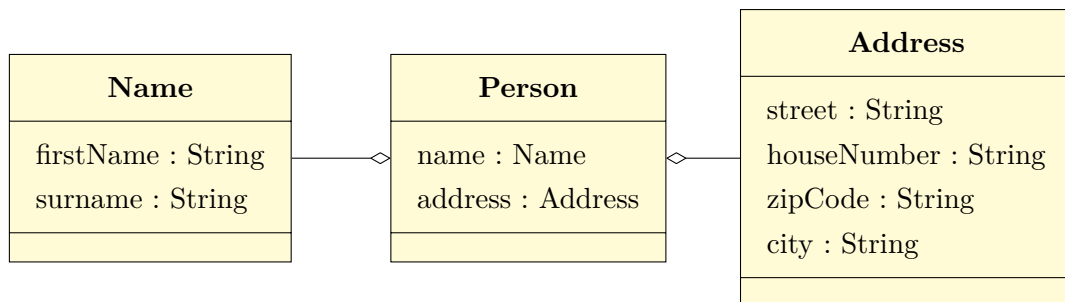 Name
firstName : String
surname : String
Person
name : Name
address : Address
Address
street : String
houseNumber : String
zipCode : String
city : String